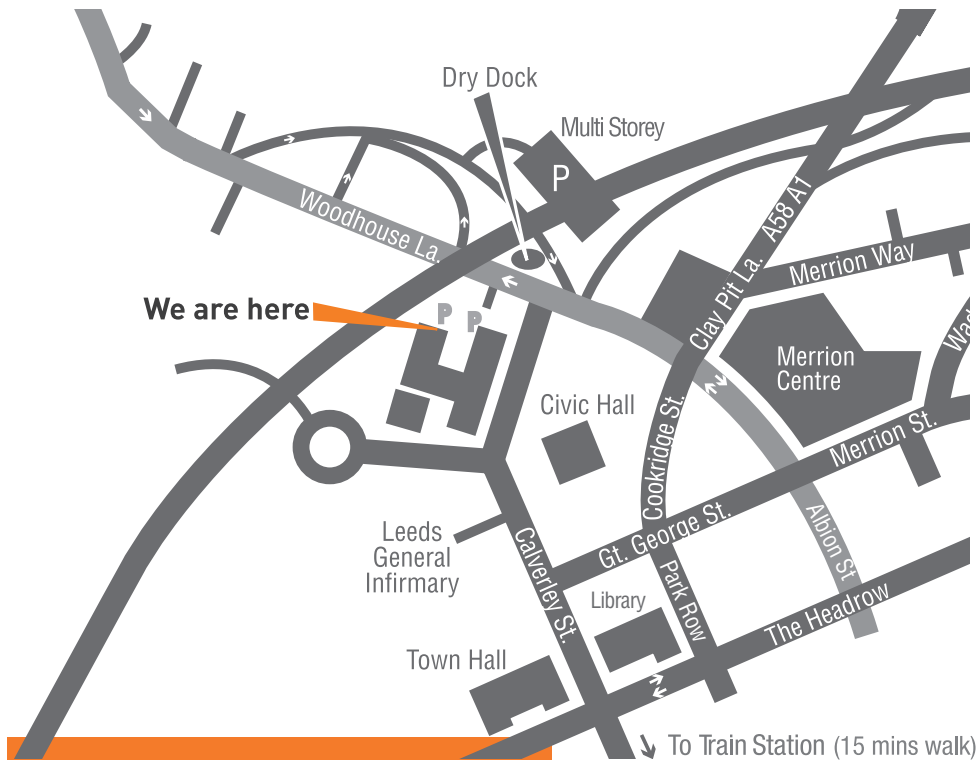 Dry Dock
Multi Storey
P
Woodhouse La.
Clay Pit La. A58 A1
Merrion Way
We are here
P
P
Merrion
Centre
Civic Hall
Cookridge St.
Merrion St.
Leeds
General
Infirmary
Gt. George St.
Albion St
Calverley St.
Park Row
Library
The Headrow
Town Hall
To Train Station (15 mins walk)